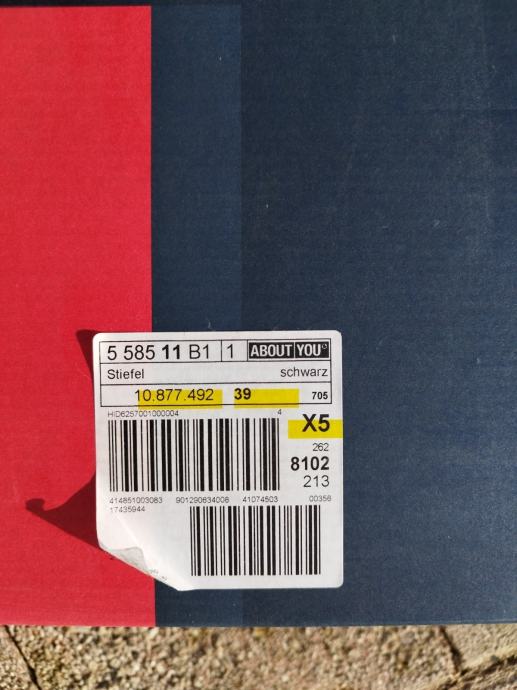 5 585 11 B1 1 ABOUT YOU°
Stiefel schwarz
10.877.492 39 705
HID6257001000004 4
X5
262
8102
213
414851003083 901290634006 41074503 00356
17435944